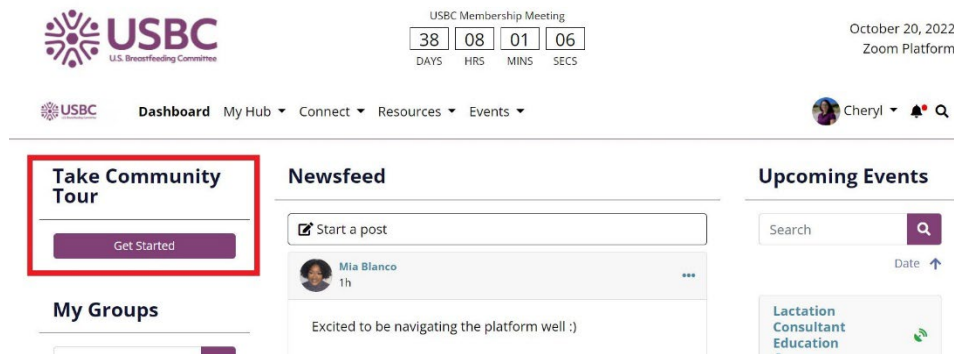 USBC
U.S. Breastfeeding Committee
USBC Membership Meeting
38 08 01 06
DAYS HRS MINS SECS
October 20, 2022
Zoom Platform
USBC
Dashboard My Hub Connect Resources Events
Cheryl
Take Community
Tour
Get Started
My Groups
Newsfeed
Start a post
Mia Blanco
1h
Excited to be navigating the platform well :)
Upcoming Events
Search
Date
Lactation
Consultant
Education